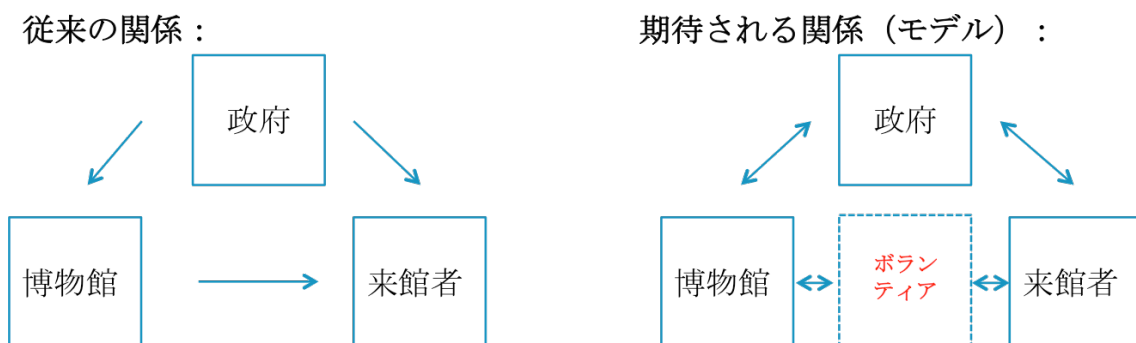 従来の関係：
期待される関係（モデル）：
政府
政府
博物館
来館者
博物館
ボラン
ティア
来館者